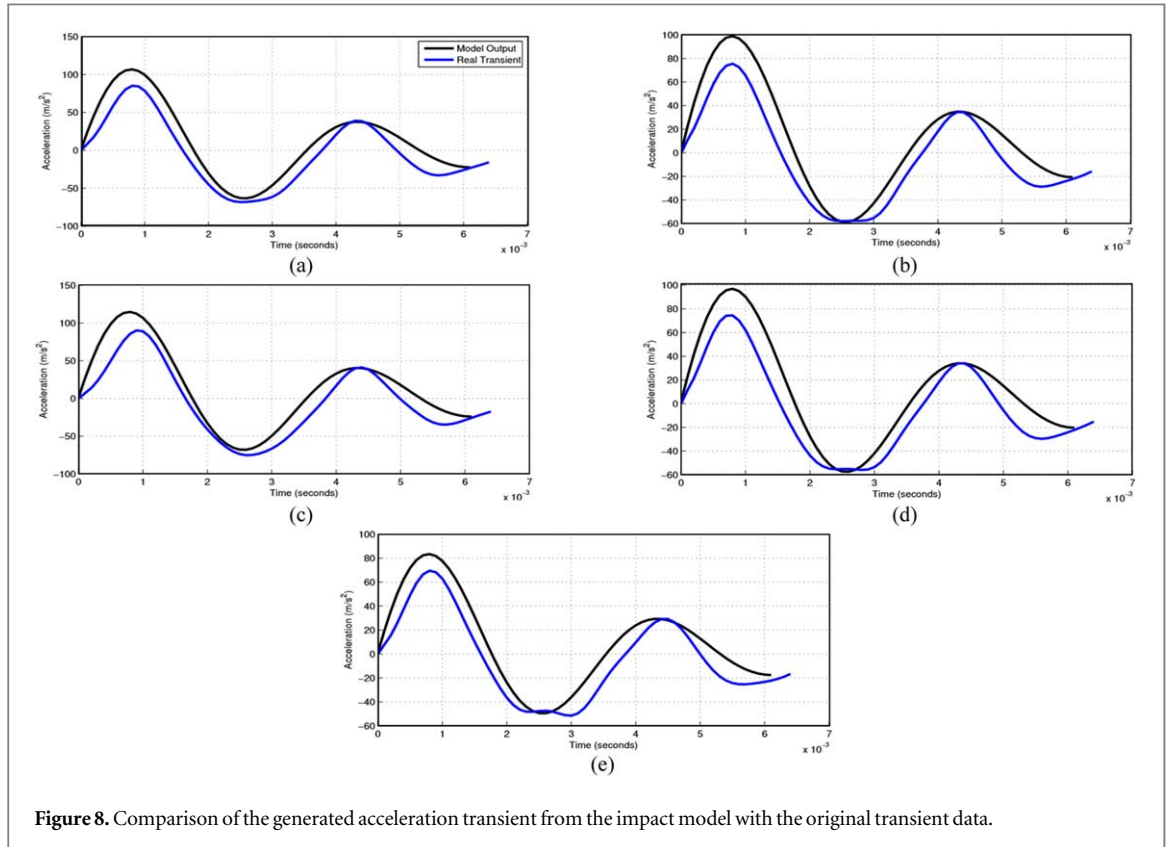 150
100
50
0
−50
−100
Acceleration (m/s²)
Model Output
Real Transient
0 1 2 3 4 5 6 7
Time (seconds)
x 10⁻³
(a)
100
80
60
40
20
0
−20
−40
−60
Acceleration (m/s²)
0 1 2 3 4 5 6 7
Time (seconds)
x 10⁻³
(b)
150
100
50
0
−50
−100
Acceleration (m/s²)
0 1 2 3 4 5 6 7
Time (seconds)
x 10⁻³
(c)
100
80
60
40
20
0
−20
−40
−60
Acceleration (m/s²)
0 1 2 3 4 5 6 7
Time (seconds)
x 10⁻³
(d)
100
80
60
40
20
0
−20
−40
−60
Acceleration (m/s²)
0 1 2 3 4 5 6 7
Time (seconds)
x 10⁻³
(e)
Figure 8. Comparison of the generated acceleration transient from the impact model with the original transient data.